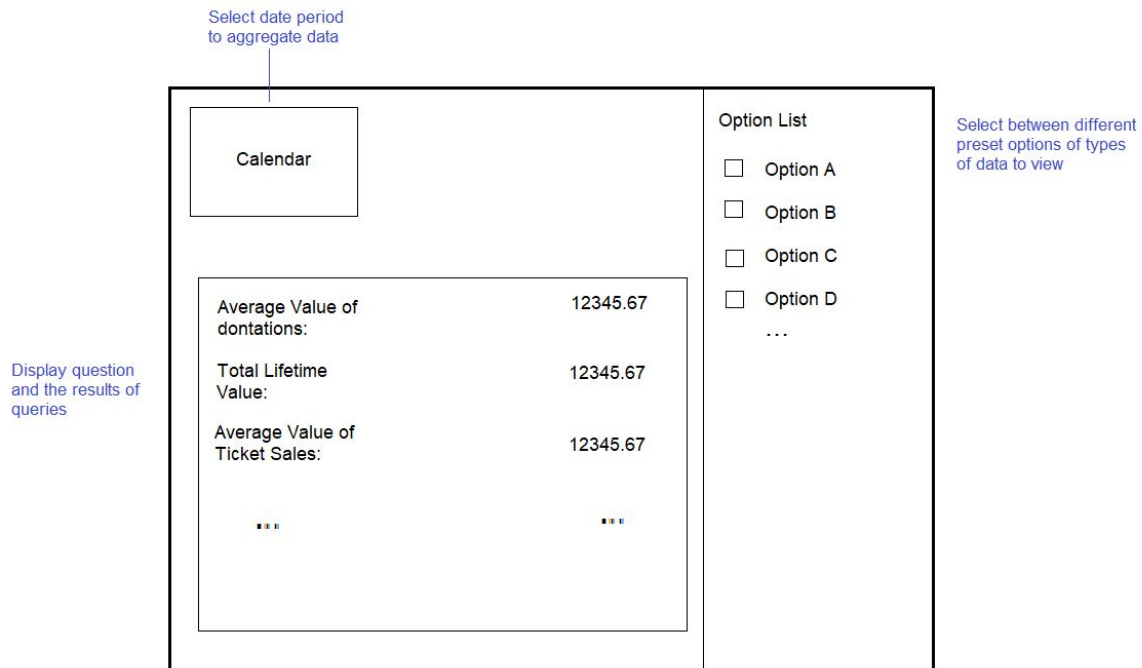 Select date period
to aggregate data
Calendar
Option List
Option A
Option B
Option C
Option D
...
Select between different
preset options of types
of data to view
Average Value of
dontations:
12345.67
Total Lifetime
Value:
12345.67
Average Value of
Ticket Sales:
12345.67
...
...
Display question
and the results of
queries